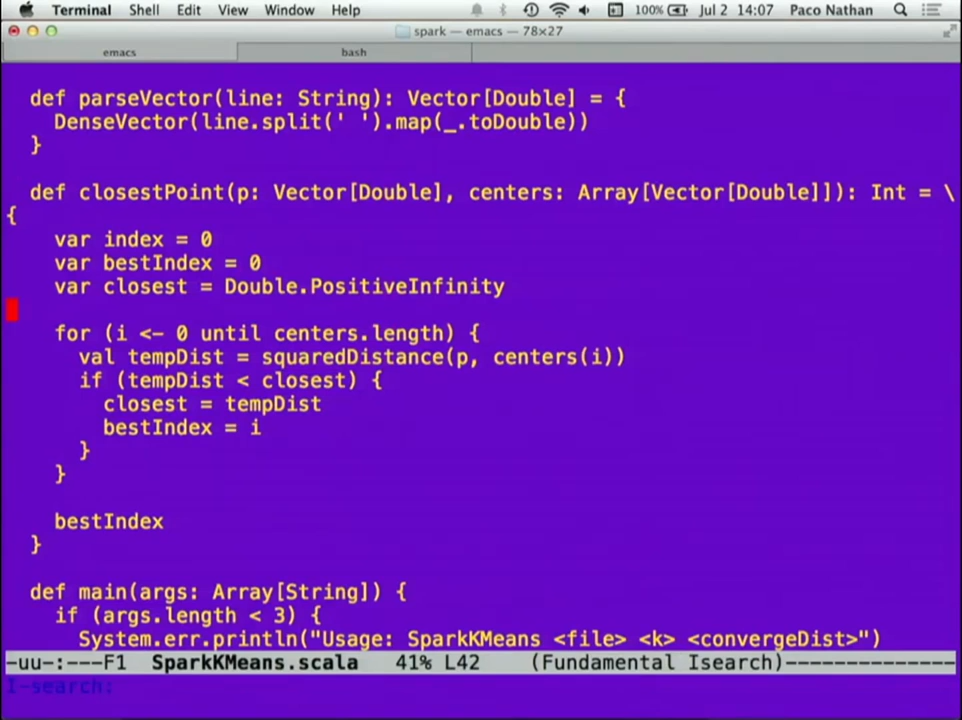 Terminal Shell Edit View Window Help 100% Jul 2 14:07 Paco Nathan
spark — emacs — 78×27
emacs bash
def parseVector(line: String): Vector[Double] = {
DenseVector(line.split(' ').map(_.toDouble))
}
def closestPoint(p: Vector[Double], centers: Array[Vector[Double]]): Int = \
{
var index = 0
var bestIndex = 0
var closest = Double.PositiveInfinity
for (i <- 0 until centers.length) {
val tempDist = squaredDistance(p, centers(i))
if (tempDist < closest) {
closest = tempDist
bestIndex = i
}
}
bestIndex
}
def main(args: Array[String]) {
if (args.length < 3) {
System.err.println("Usage: SparkKMeans <file> <k> <convergeDist>")
-uu-:---F1 SparkKMeans.scala 41% L42 (Fundamental Isearch)--------------
I-search: